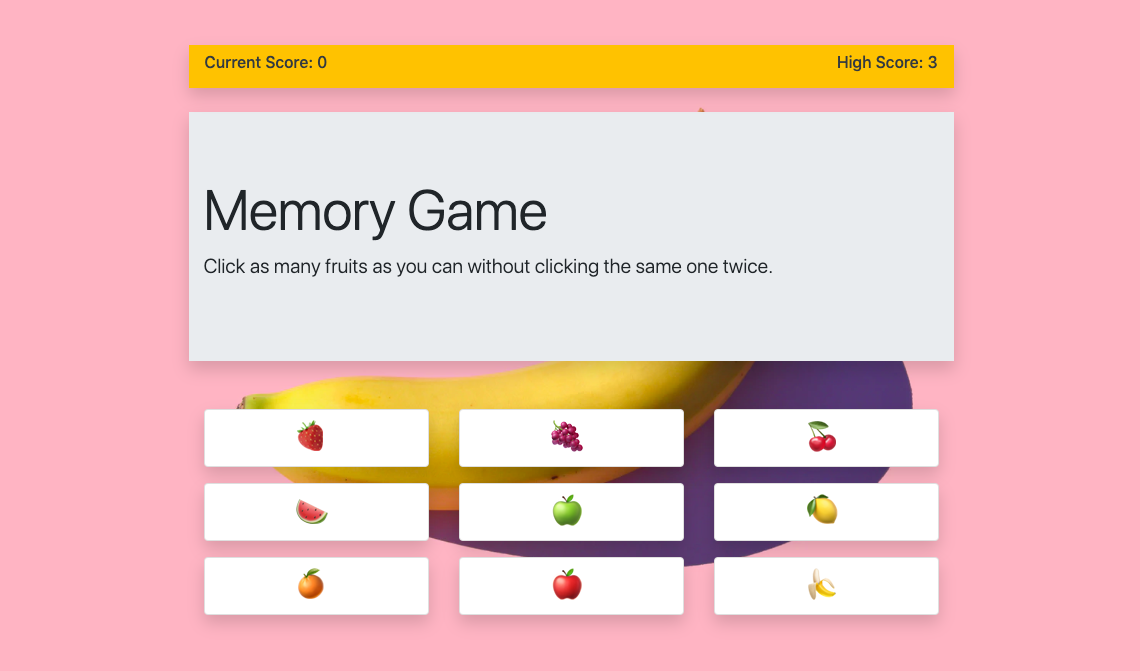 Current Score: 0
High Score: 3
Memory Game
Click as many fruits as you can without clicking the same one twice.